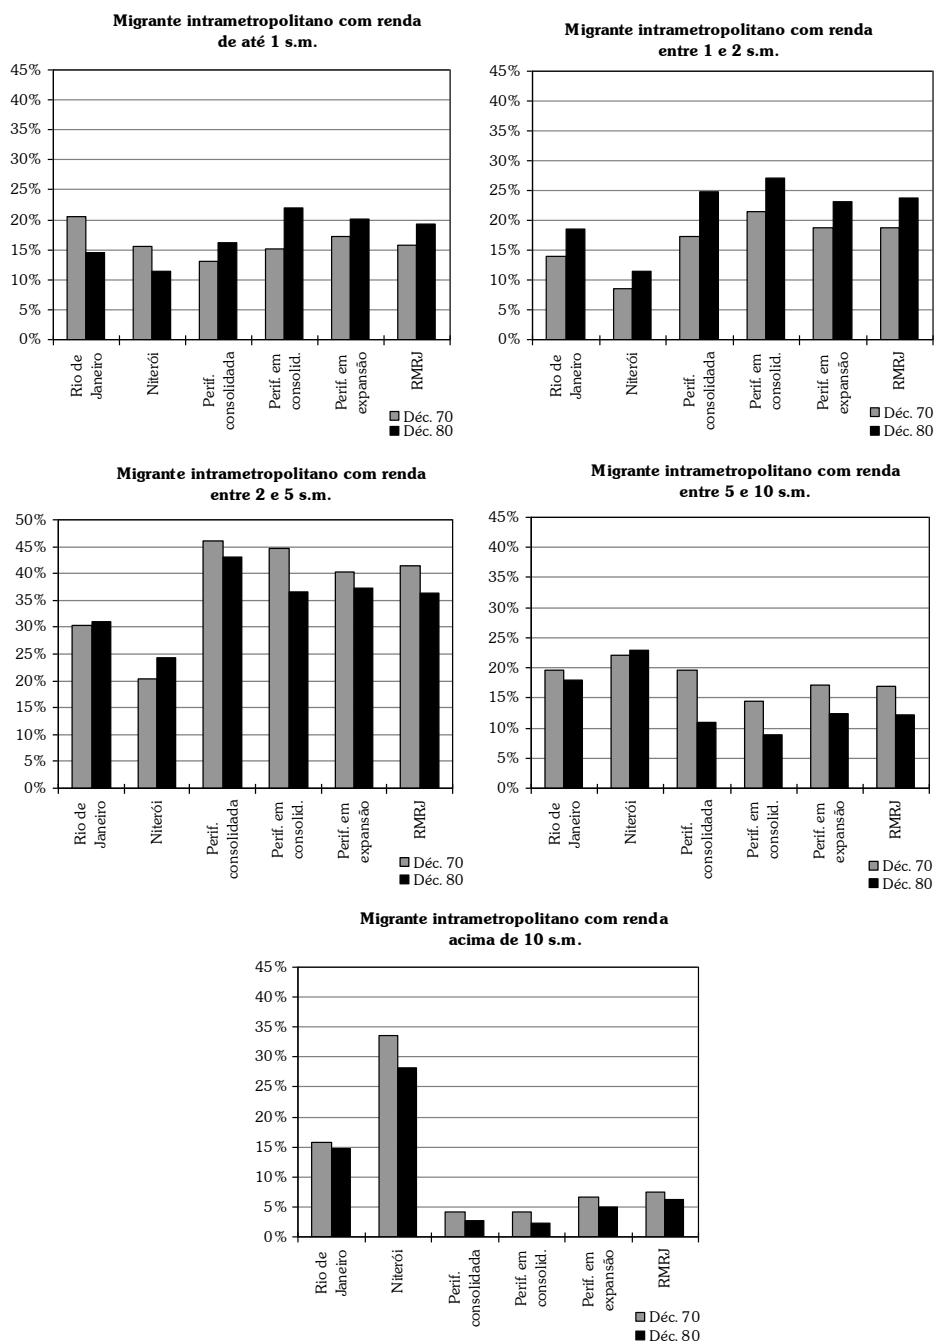 Migrante intrametropolitano com renda
de até 1 s.m.
45%
40%
35%
30%
25%
20%
15%
10%
5%
0%
Rio de
Janeiro
Niterói
Perif.
consolidada
Perif. em
consolid.
Perif. em
expansão
RMRJ
Déc. 70
Déc. 80
Migrante intrametropolitano com renda
entre 1 e 2 s.m.
45%
40%
35%
30%
25%
20%
15%
10%
5%
0%
Rio de
Janeiro
Niterói
Perif.
consolidada
Perif. em
consolid.
Perif. em
expansão
RMRJ
Déc. 70
Déc. 80
Migrante intrametropolitano com renda
entre 2 e 5 s.m.
50%
45%
40%
35%
30%
25%
20%
15%
10%
5%
0%
Rio de
Janeiro
Niterói
Perif.
consolidada
Perif. em
consolid.
Perif. em
expansão
RMRJ
Déc. 70
Déc. 80
Migrante intrametropolitano com renda
entre 5 e 10 s.m.
45%
40%
35%
30%
25%
20%
15%
10%
5%
0%
Rio de
Janeiro
Niterói
Perif.
consolidada
Perif. em
consolid.
Perif. em
expansão
RMRJ
Déc. 70
Déc. 80
Migrante intrametropolitano com renda
acima de 10 s.m.
45%
40%
35%
30%
25%
20%
15%
10%
5%
0%
Rio de
Janeiro
Niterói
Perif.
consolidada
Perif. em
consolid.
Perif. em
expansão
RMRJ
Déc. 70
Déc. 80